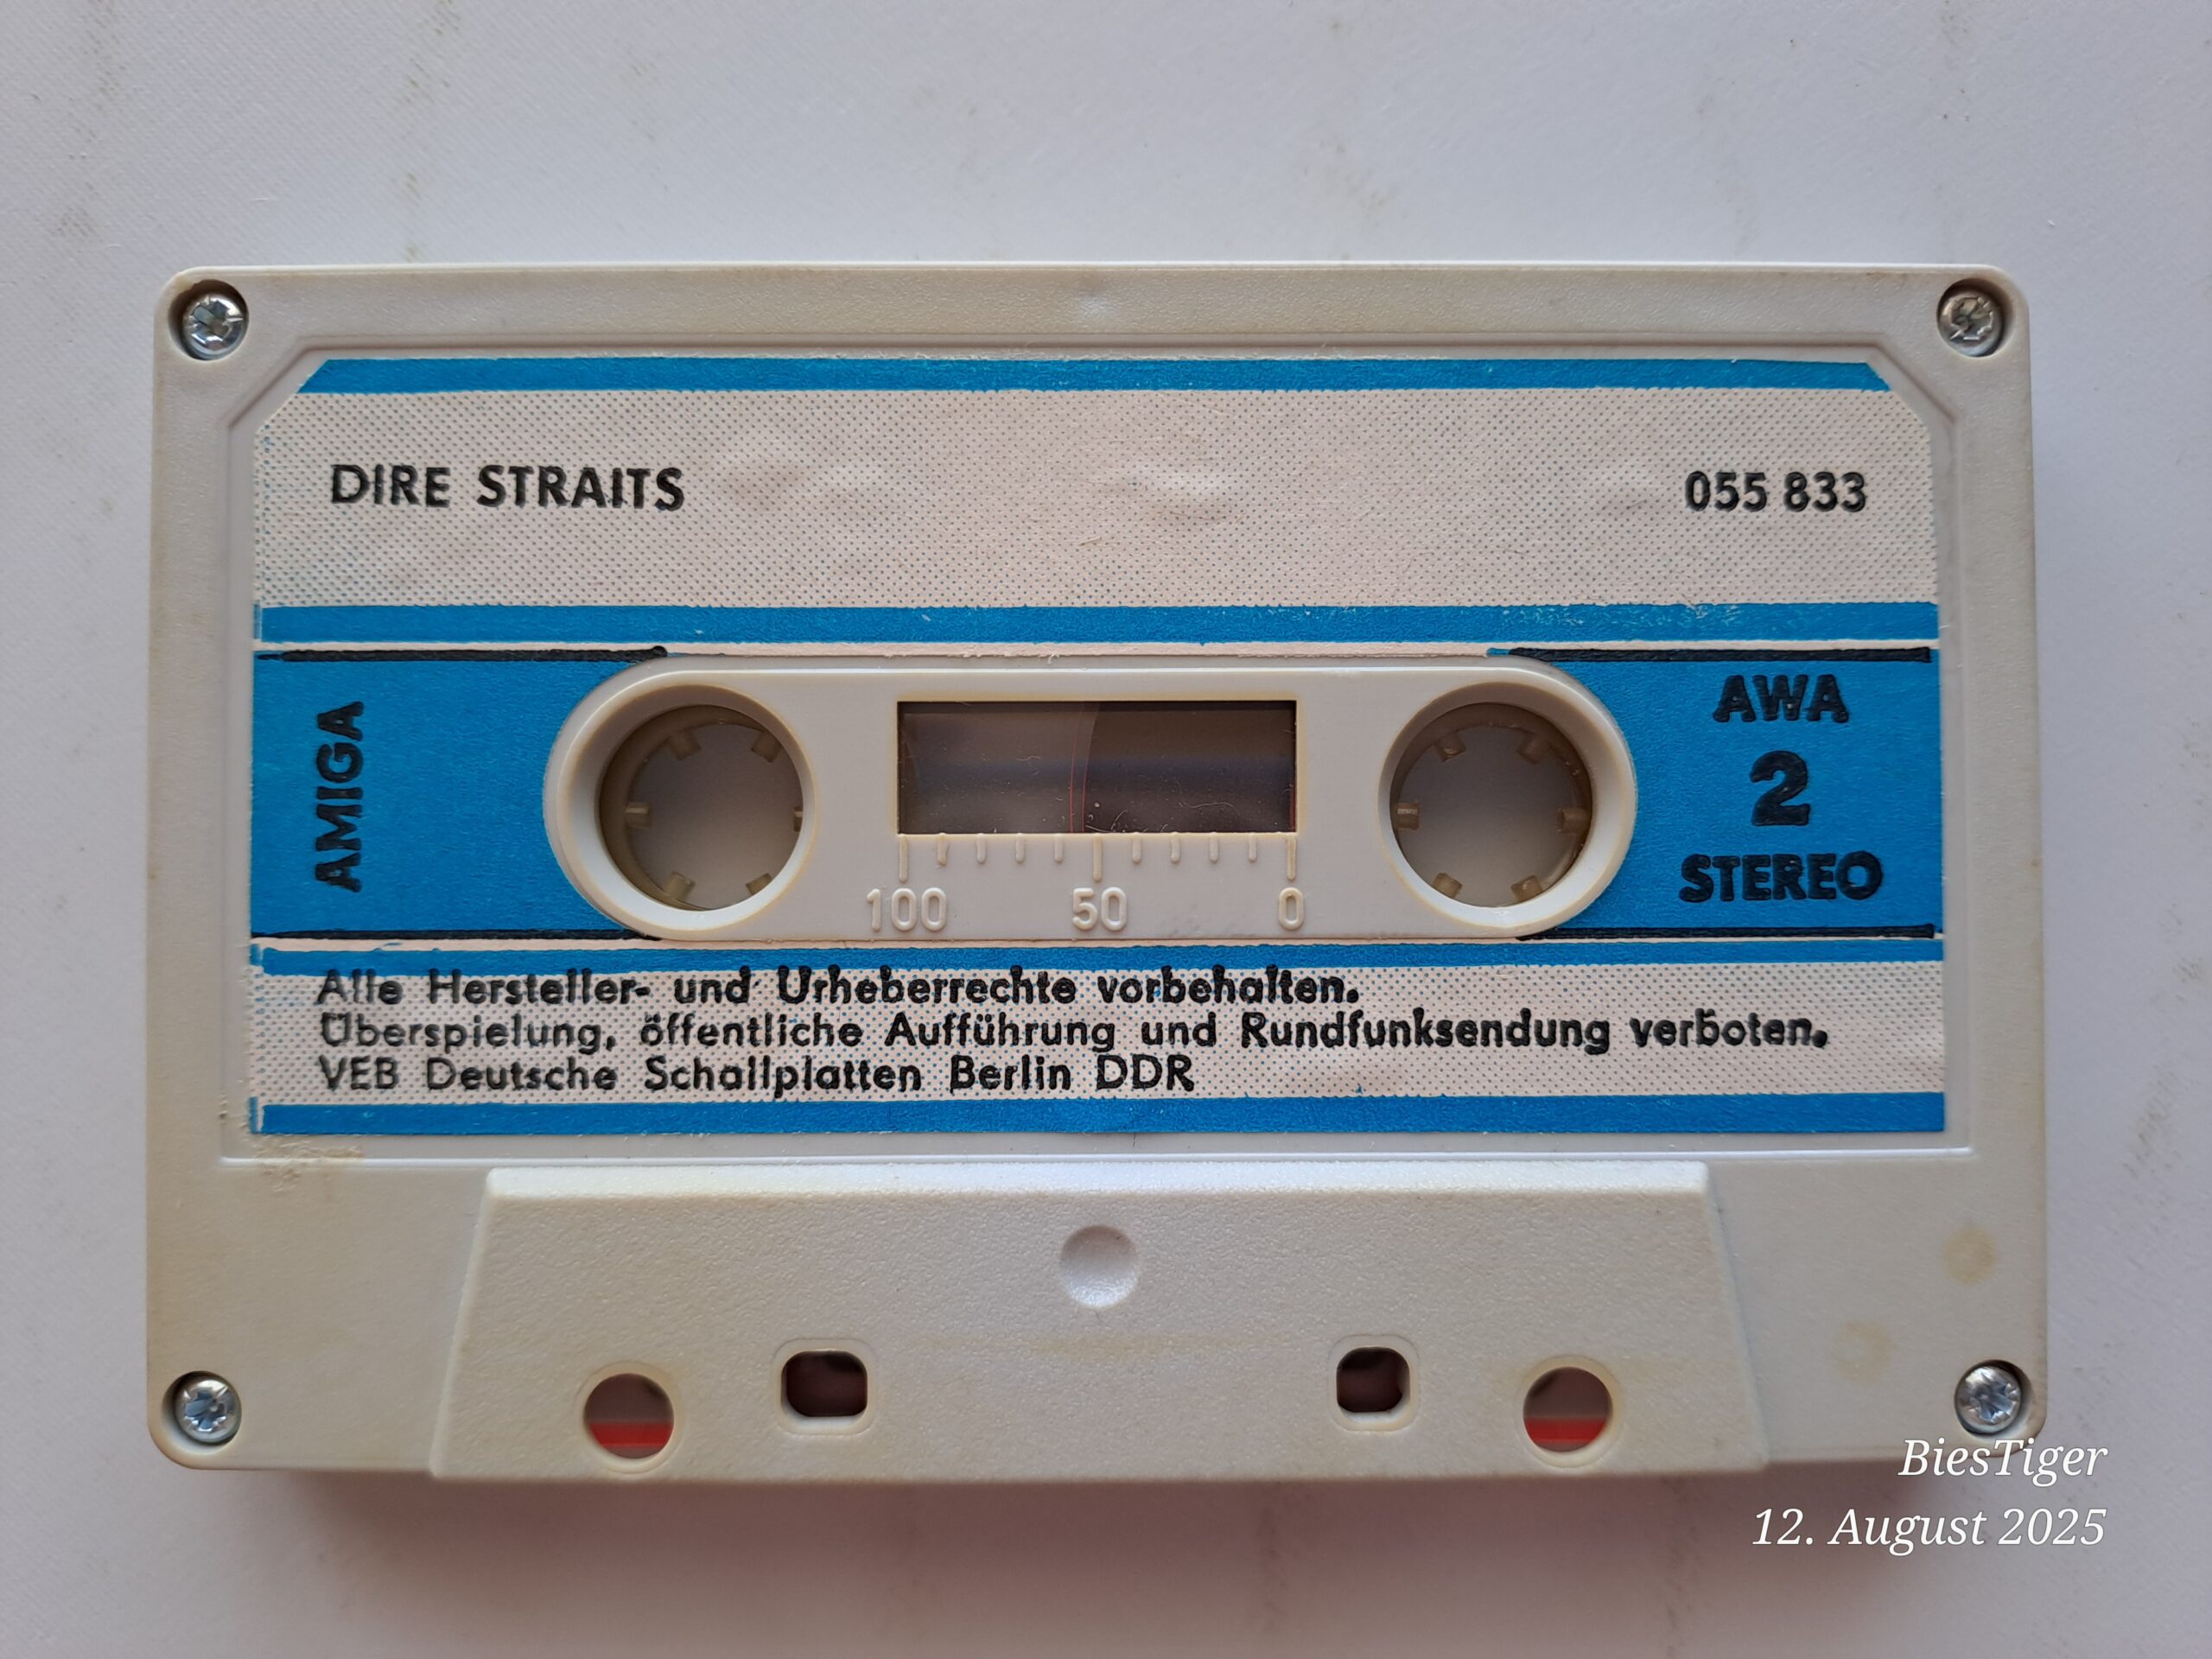 DIRE STRAITS
055 833
AMIGA
AWA
2
STEREO
100 50 0
Alle Hersteller- und Urheberrechte vorbehalten.
Überspielung, öffentliche Aufführung und Rundfunksendung verboten.
VEB Deutsche Schallplatten Berlin DDR
BiesTiger
12. August 2025